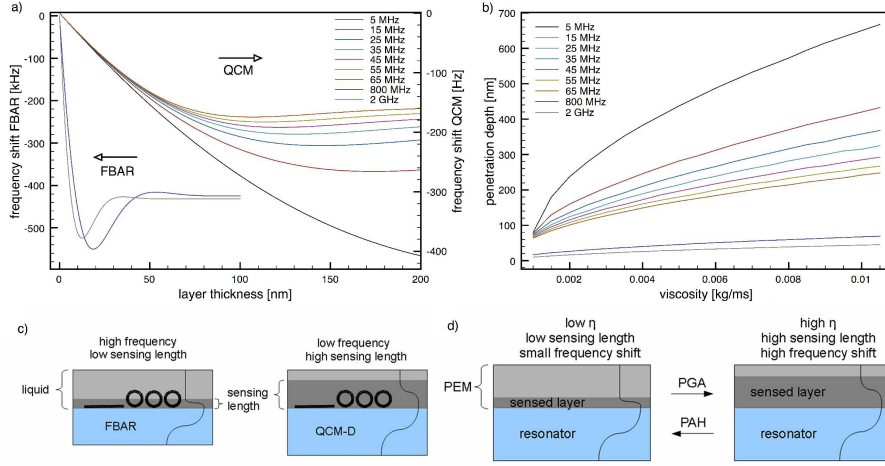 a)
frequency shift FBAR [kHz]
0
-100
-200
-300
-400
-500
0
50
100
150
200
layer thickness [nm]
0
-100
-200
-300
-400
frequency shift QCM [Hz]
QCM
FBAR
5 MHz
15 MHz
25 MHz
35 MHz
45 MHz
55 MHz
65 MHz
800 MHz
2 GHz
b)
penetration depth [nm]
700
600
500
400
300
200
100
0
0.002
0.004
0.006
0.008
0.01
viscosity [kg/ms]
5 MHz
15 MHz
25 MHz
35 MHz
45 MHz
55 MHz
65 MHz
800 MHz
2 GHz
c)
high frequency
low sensing length
liquid
FBAR
sensing
length
low frequency
high sensing length
QCM-D
d)
low η
low sensing length
small frequency shift
PEM
sensed layer
resonator
PGA
PAH
high η
high sensing length
high frequency shift
sensed layer
resonator